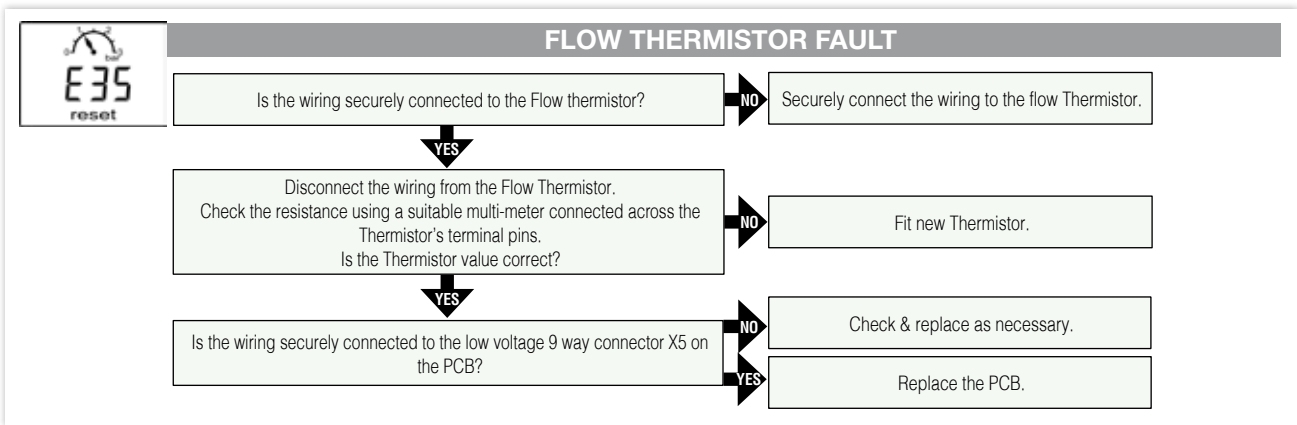 FLOW THERMISTOR FAULT
bar
E35
reset
Is the wiring securely connected to the Flow thermistor?
NO
Securely connect the wiring to the flow Thermistor.
YES
Disconnect the wiring from the Flow Thermistor.
Check the resistance using a suitable multi-meter connected across the
Thermistor's terminal pins.
Is the Thermistor value correct?
NO
Fit new Thermistor.
YES
Is the wiring securely connected to the low voltage 9 way connector X5 on
the PCB?
NO
Check & replace as necessary.
YES
Replace the PCB.